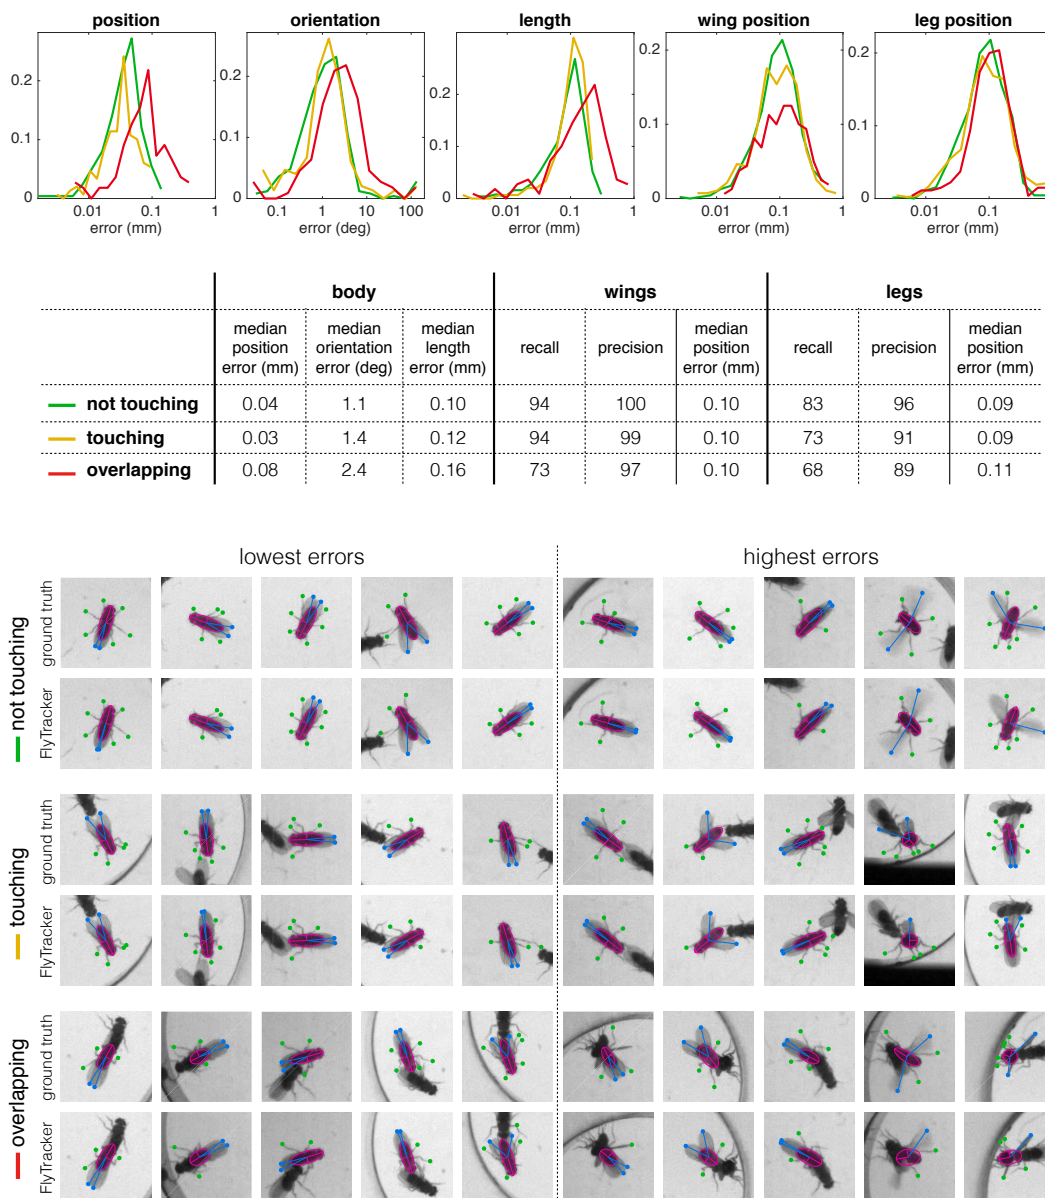 position orientation length wing position leg position
0.2 0.2 0.2 0.2 0.2
0.1 0.1 0.1 0.1 0.1
0 0 0 0 0
0.01 0.1 1 0.1 1 10 100 0.01 0.1 1 0.01 0.1 1 0.01 0.1
error (mm) error (deg) error (mm) error (mm) error (mm)
body wings legs
median position error (mm) median orientation error (deg) median length error (mm) recall precision median position error (mm) recall precision median position error (mm)
not touching 0.04 1.1 0.10 94 100 0.10 83 96 0.09
touching 0.03 1.4 0.12 94 99 0.10 73 91 0.09
overlapping 0.08 2.4 0.16 73 97 0.10 68 89 0.11
lowest errors highest errors
not touching
ground truth
FlyTracker
touching
ground truth
FlyTracker
overlapping
ground truth
FlyTracker